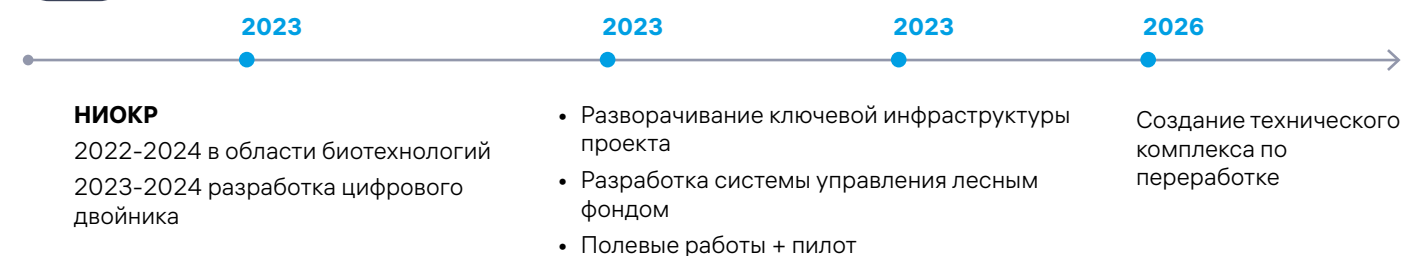 2023
2023
2023
2026
НИОКР
2022-2024 в области биотехнологий
2023-2024 разработка цифрового
двойника
• Разворачивание ключевой инфраструктуры
проекта
• Разработка системы управления лесным
фондом
• Полевые работы + пилот
Создание технического
комплекса по
переработке